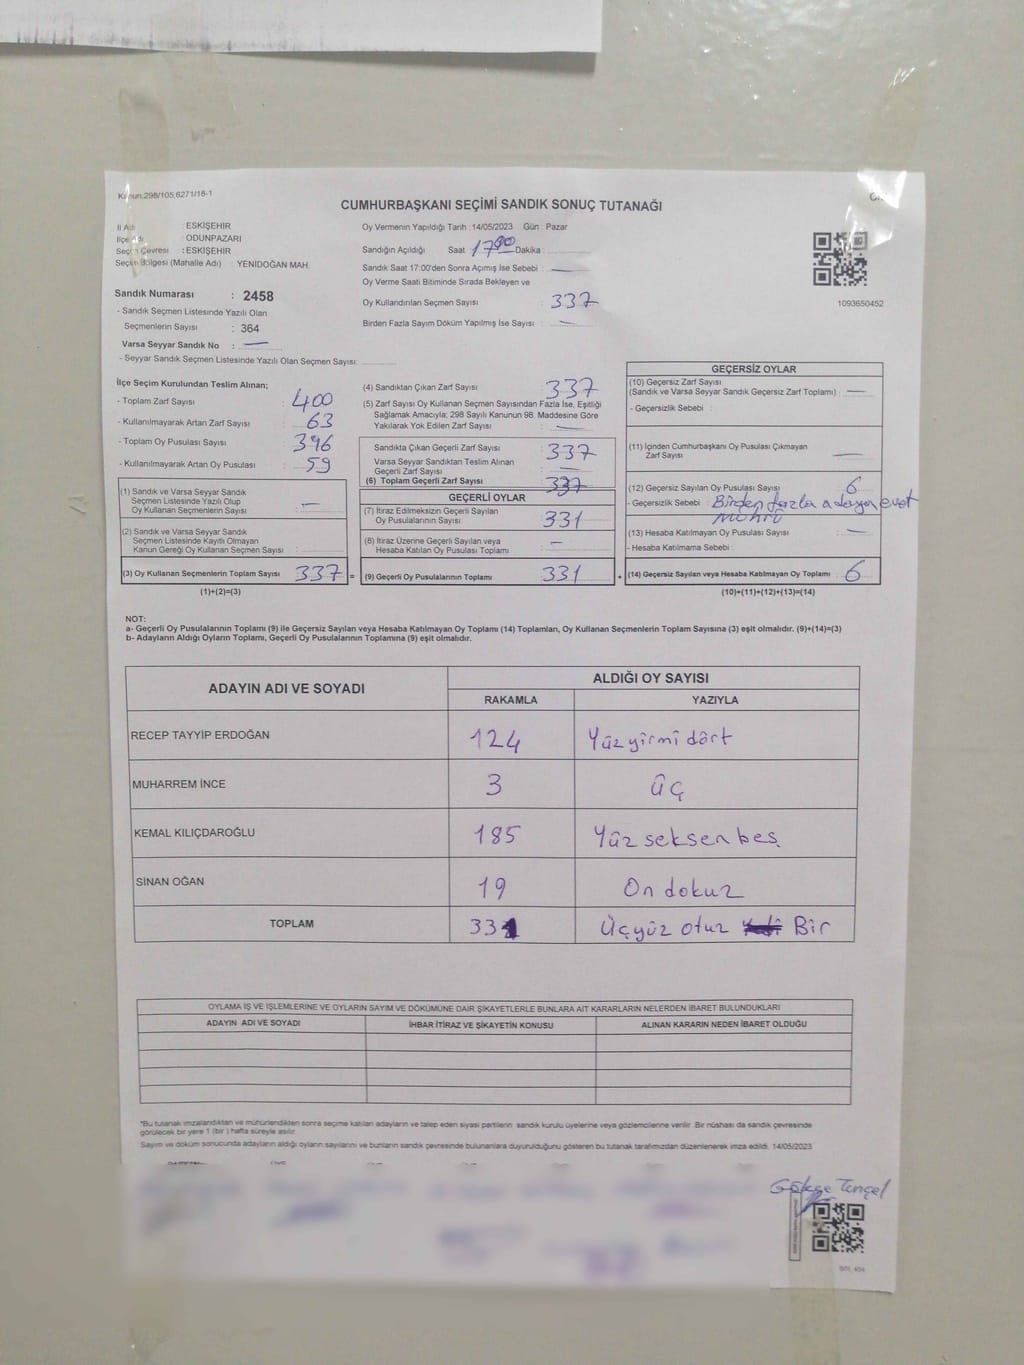 Kanun:298/105,6271/18-1
CUMHURBAŞKANI SEÇİMİ SANDIK SONUÇ TUTANAĞI
İl Adı : ESKİŞEHİR
İlçe Adı : ODUNPAZARI
Seçim Çevresi : ESKİŞEHİR
Seçim Bölgesi (Mahalle Adı) : YENİDOĞAN MAH.
Sandık Numarası : 2458
- Sandık Seçmen Listesinde Yazılı Olan
Seçmenlerin Sayısı : 364
Varsa Seyyar Sandık No : —
- Seyyar Sandık Seçmen Listesinde Yazılı Olan Seçmen Sayısı:
Oy Vermenin Yapıldığı Tarih :14/05/2023 Gün : Pazar
Sandığın Açıldığı Saat 17 00 Dakika:
Sandık Saat 17:00'den Sonra Açımış İse Sebebi : —
Oy Verme Saati Bitiminde Sırada Bekleyen ve
Oy Kullandırılan Seçmen Sayısı : 337
Birden Fazla Sayım Döküm Yapılmış İse Sayısı : —
1093650452
İlçe Seçim Kurulundan Teslim Alınan;
- Toplam Zarf Sayısı : 400
- Kullanılmayarak Artan Zarf Sayısı : 63
- Toplam Oy Pusulası Sayısı : 396
- Kullanılmayarak Artan Oy Pusulası : 59
(1) Sandık ve Varsa Seyyar Sandık
Seçmen Listesinde Yazılı Olup
Oy Kullanan Seçmenlerin Sayısı : —
(2) Sandık ve Varsa Seyyar Sandık
Seçmen Listesinde Kayıtlı Olmayan
Kanun Gereği Oy Kullanan Seçmen Sayısı :
(3) Oy Kullanan Seçmenlerin Toplam Sayısı 337 =
(1)+(2)=(3)
(4) Sandıktan Çıkan Zarf Sayısı : 337
(5) Zarf Sayısı Oy Kullanan Seçmen Sayısından Fazla İse, Eşitliği
Sağlamak Amacıyla; 298 Sayılı Kanunun 98. Maddesine Göre
Yakılarak Yok Edilen Zarf Sayısı : —
Sandıkta Çıkan Geçerli Zarf Sayısı : 337
Varsa Seyyar Sandıktan Teslim Alınan
Geçerli Zarf Sayısı : —
(6) Toplam Geçerli Zarf Sayısı : 337
GEÇERLİ OYLAR
(7) İtiraz Edilmeksizin Geçerli Sayılan
Oy Pusulalarının Sayısı : 331
(8) İtiraz Üzerine Geçerli Sayılan veya
Hesaba Katılan Oy Pusulası Toplamı : —
(9) Geçerli Oy Pusulalarının Toplamı 331 +
GEÇERSİZ OYLAR
(10) Geçersiz Zarf Sayısı
(Sandık ve Varsa Seyyar Sandık Geçersiz Zarf Toplamı) : —
- Geçersizlik Sebebi :
(11) İçinden Cumhurbaşkanı Oy Pusulası Çıkmayan
Zarf Sayısı : —
(12) Geçersiz Sayılan Oy Pusulası Sayısı : 6
- Geçersizlik Sebebi : Birden fazla adaya evet
mührü
(13) Hesaba Katılmayan Oy Pusulası Sayısı : —
- Hesaba Katılmama Sebebi :
(14) Geçersiz Sayılan veya Hesaba Katılmayan Oy Toplamı : 6
(10)+(11)+(12)+(13)=(14)
NOT:
a- Geçerli Oy Pusulalarının Toplamı (9) ile Geçersiz Sayılan veya Hesaba Katılmayan Oy Toplamı (14) Toplamları, Oy Kullanan Seçmenlerin Toplam Sayısına (3) eşit olmalıdır. (9)+(14)=(3)
b- Adayların Aldığı Oyların Toplamı, Geçerli Oy Pusulalarının Toplamına (9) eşit olmalıdır.
ADAYIN ADI VE SOYADI ALDIĞI OY SAYISI
RAKAMLA YAZIYLA
RECEP TAYYİP ERDOĞAN 124 Yüzyirmi dört
MUHARREM İNCE 3 üç
KEMAL KILIÇDAROĞLU 185 Yüz seksen beş
SİNAN OĞAN 19 On dokuz
TOPLAM 331 Üçyüz otuz Bir
OYLAMA İŞ VE İŞLEMLERİNE VE OYLARIN SAYIM VE DÖKÜMÜNE DAİR ŞİKAYETLERLE BUNLARA AİT KARARLARIN NELERDEN İBARET BULUNDUKLARI
ADAYIN ADI VE SOYADI İHBAR İTİRAZ VE ŞİKAYETİN KONUSU ALINAN KARARIN NEDEN İBARET OLDUĞU
*Bu tutanak imzalandıktan ve mühürlendikten sonra seçime katılan adayların ve talep eden siyasi partilerin sandık kurulu üyelerine veya gözlemcilerine verilir. Bir nüshası da sandık çevresinde
görülecek bir yere 1 (bir ) hafta süreyle asılır.
Sayım ve döküm sonucunda adayların aldığı oyların sayılarını ve bunların sandık çevresinde bulunanlara duyurulduğunu gösteren bu tutanak tarafımızdan düzenlenerek imza edildi. 14/05/2023
Gökçe Tunçel